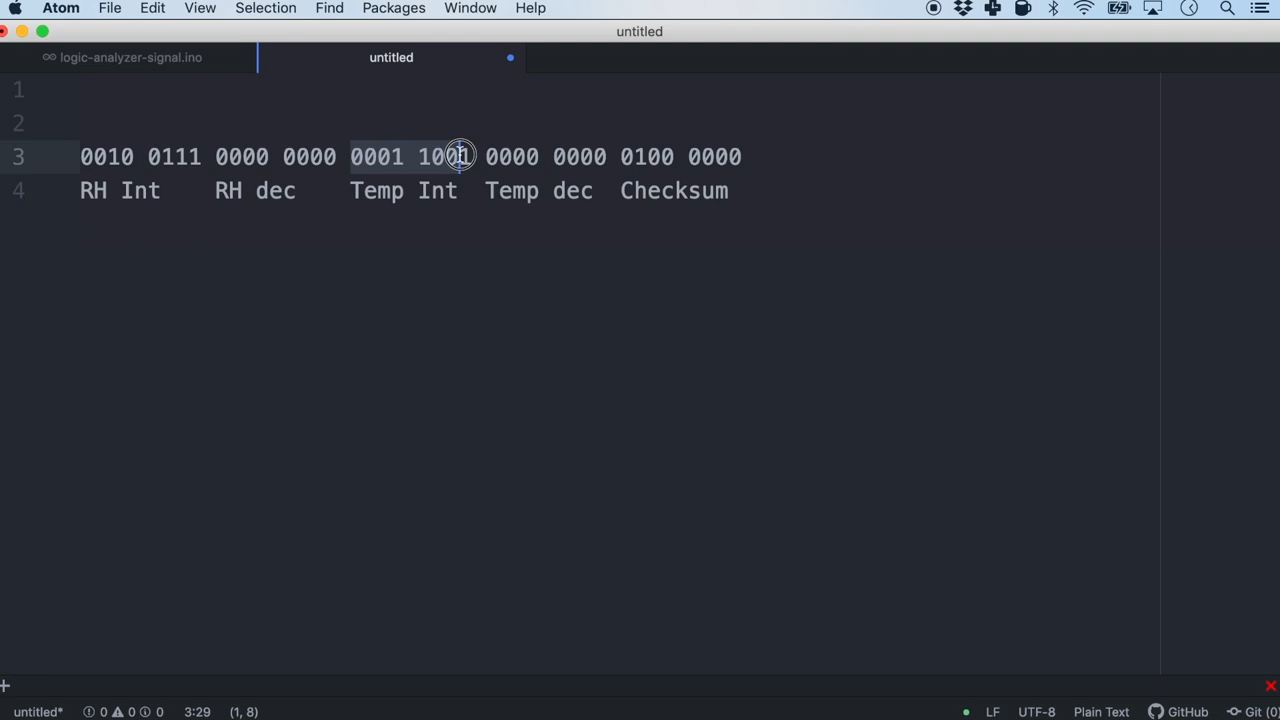 Atom File Edit View Selection Find Packages Window Help
untitled
logic-analyzer-signal.ino untitled
1
2
3 0010 0111 0000 0000 0001 1001 0000 0000 0100 0000
4 RH Int RH dec Temp Int Temp dec Checksum
untitled* 0 0 0 3:29 (1, 8) LF UTF-8 Plain Text GitHub Git (0)